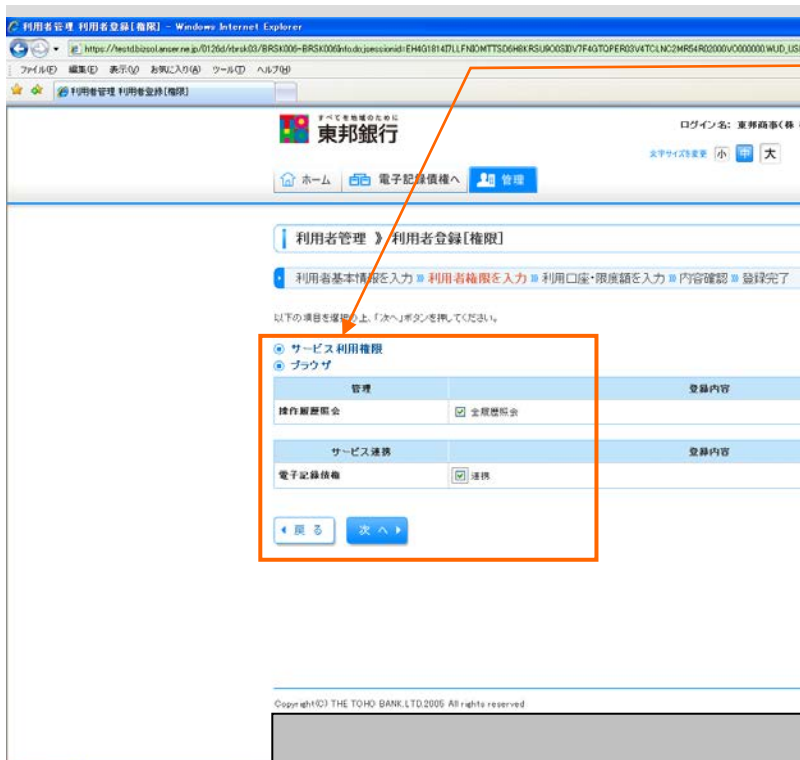 利用者管理 利用者登録[権限] - Windows Internet Explorer
ファイル(F) 編集(E) 表示(V) お気に入り(A) ツール(T) ヘルプ(H)
利用者管理 利用者登録[権限]
すべてを地域のために
東邦銀行
ログイン名: 東邦商事(株
文字サイズを変更 小 中 大
ホーム 電子記録債権へ 管理
利用者管理 》 利用者登録[権限]
利用者基本情報を入力 » 利用者権限を入力 » 利用口座・限度額を入力 » 内容確認 » 登録完了
以下の項目を選択の上、「次へ」ボタンを押してください。
サービス利用権限
ブラウザ
管理 登録内容
操作履歴照会 全履歴照会
サービス連携 登録内容
電子記録債権 連携
戻る 次へ
Copyright(C) THE TOHO BANK.LTD.2005 All rights reserved